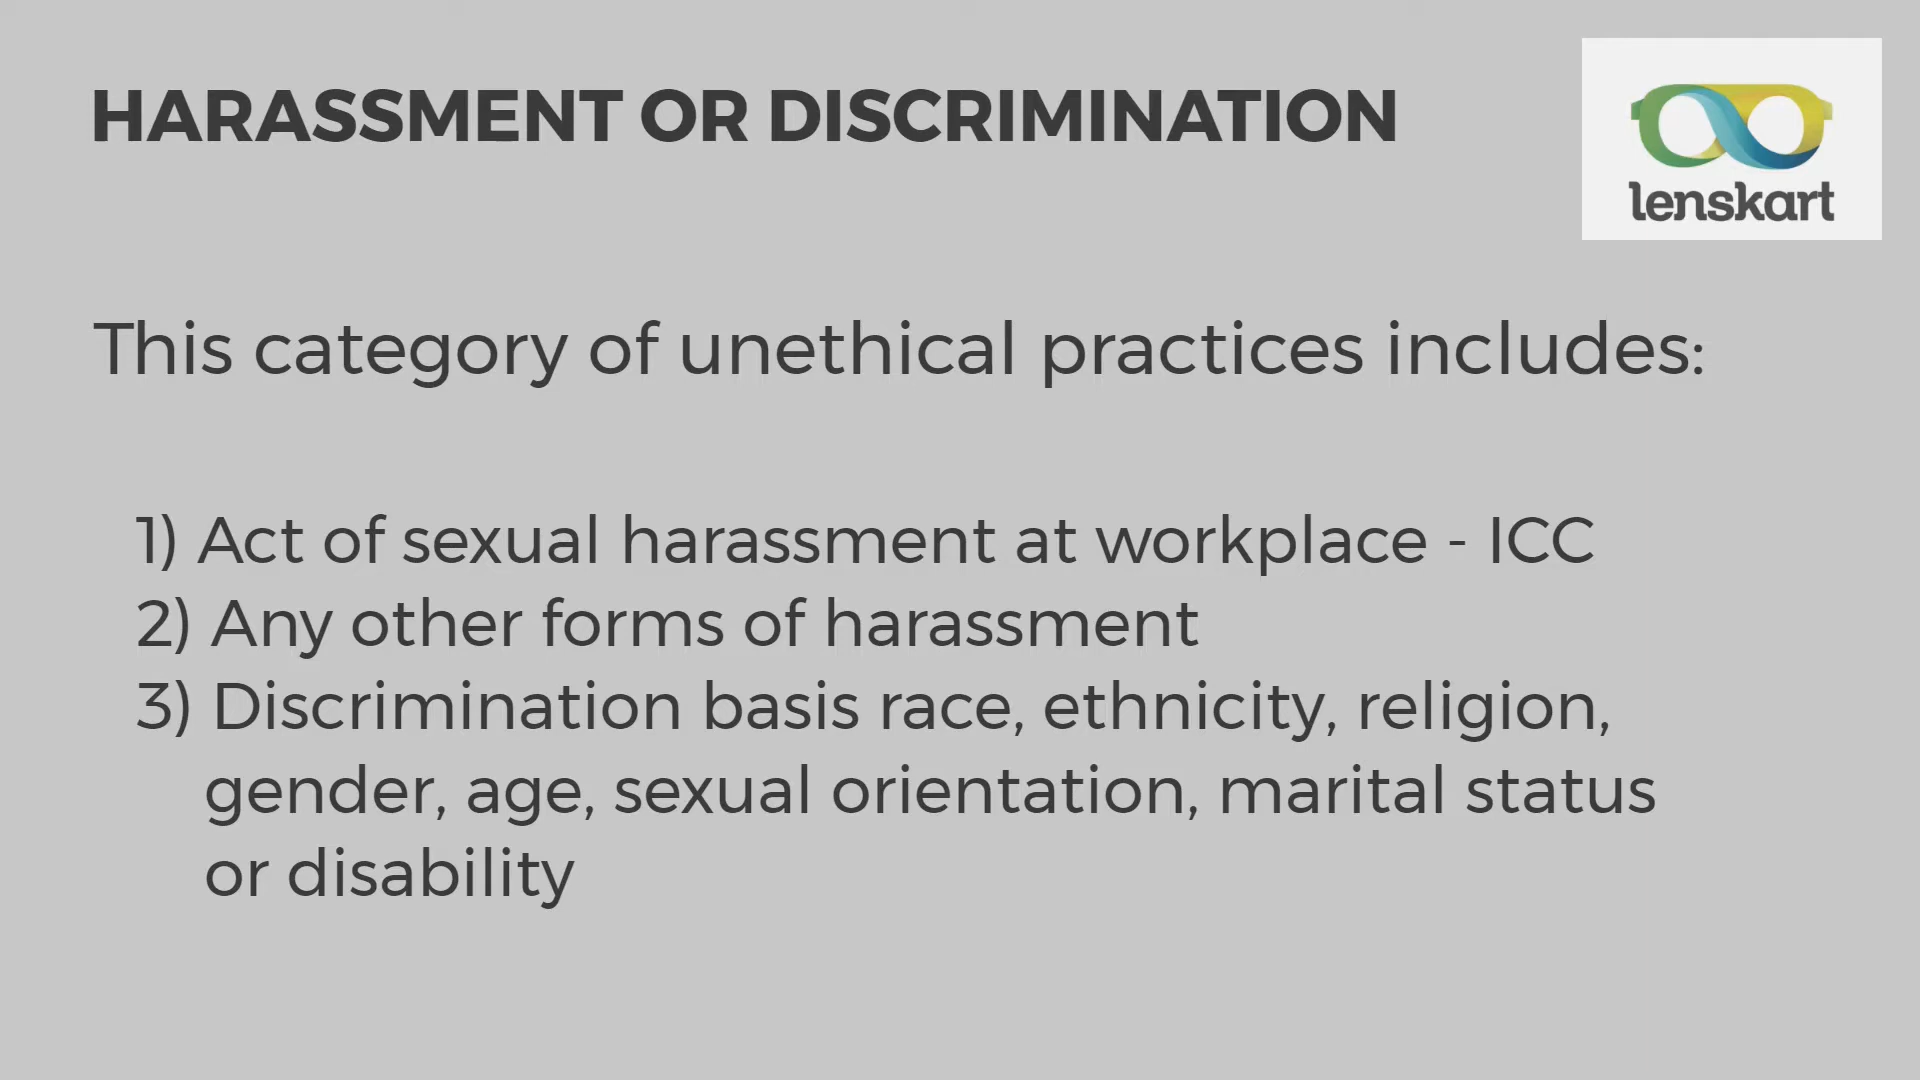 HARASSMENT OR DISCRIMINATION
lenskart
This category of unethical practices includes:
1) Act of sexual harassment at workplace - ICC
2) Any other forms of harassment
3) Discrimination basis race, ethnicity, religion,
gender, age, sexual orientation, marital status
or disability